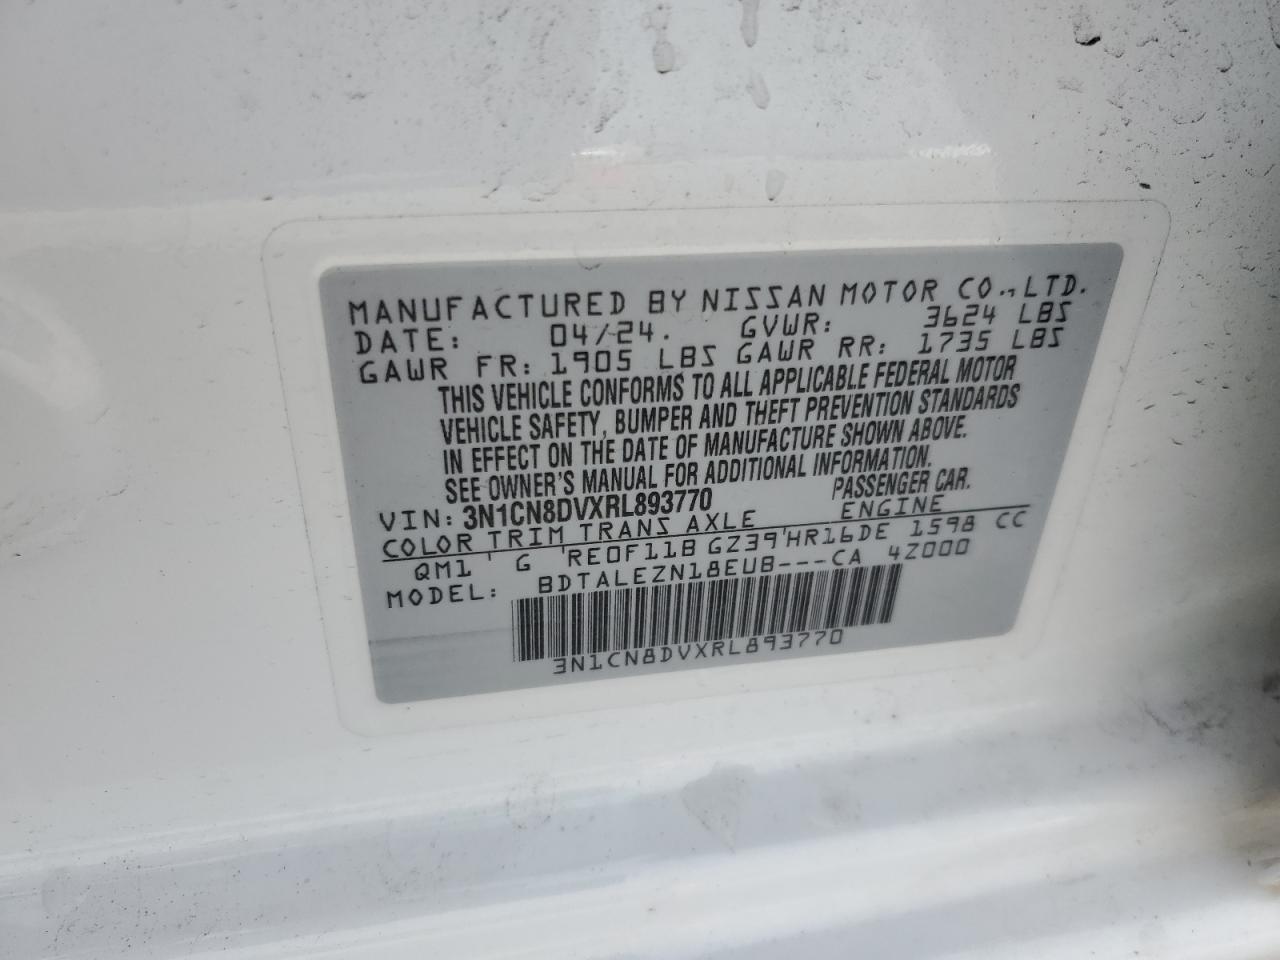 MANUFACTURED BY NISSAN MOTOR CO.,LTD.
DATE: 04/24. GVWR: 3624 LBS
GAWR FR: 1905 LBS GAWR RR: 1735 LBS
THIS VEHICLE CONFORMS TO ALL APPLICABLE FEDERAL MOTOR
VEHICLE SAFETY, BUMPER AND THEFT PREVENTION STANDARDS
IN EFFECT ON THE DATE OF MANUFACTURE SHOWN ABOVE.
SEE OWNER'S MANUAL FOR ADDITIONAL INFORMATION.
VIN: 3N1CN8DVXRL893770 PASSENGER CAR.
COLOR TRIM TRANS AXLE ENGINE
QM1 ' G 'RE0F11B GZ39'HR16DE 1598 CC
MODEL: BDTALEZN18EUB---CA 4Z000
3N1CN8DVXRL893770